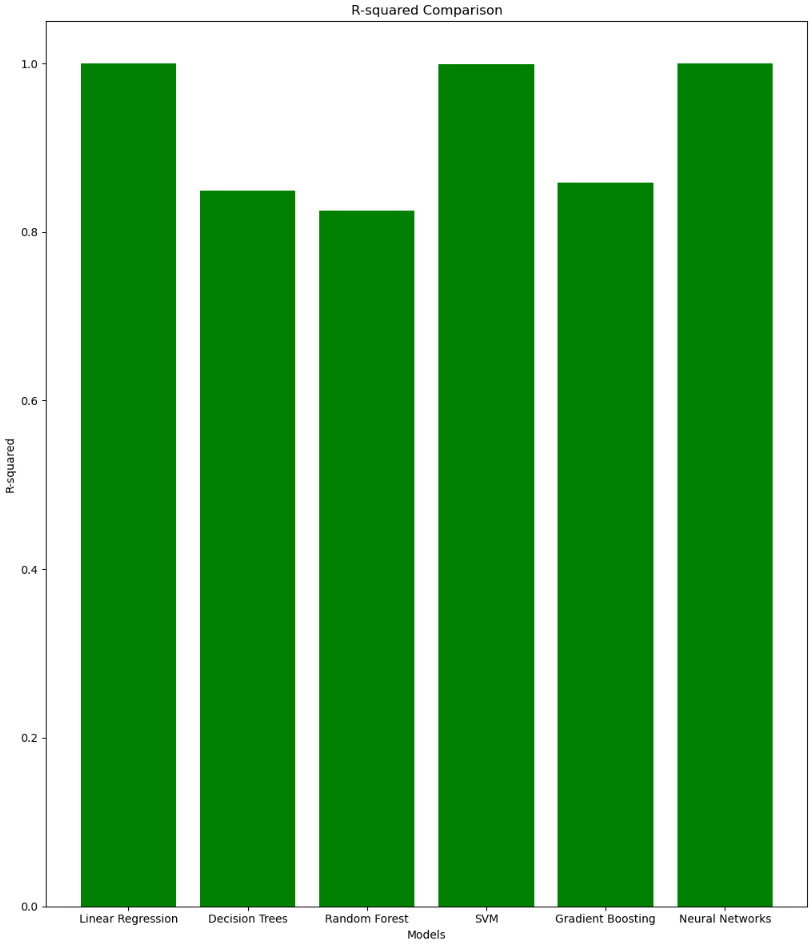 R-squared Comparison
1.0
0.8
0.6
0.4
0.2
0.0
R-squared
Linear Regression
Decision Trees
Random Forest
SVM
Gradient Boosting
Neural Networks
Models